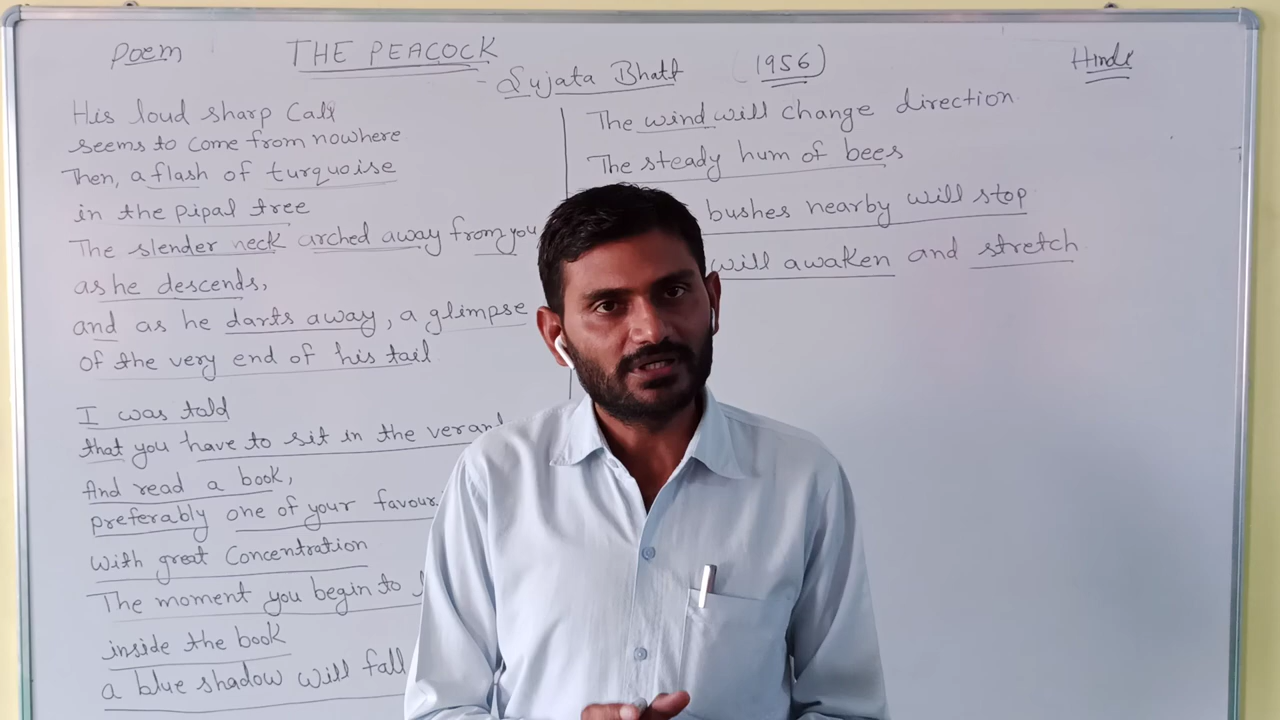 Poem
THE PEACOCK
- Sujata Bhatt
(1956)
Hindi
His loud sharp Call
seems to come from nowhere
Then, a flash of turquoise
in the pipal tree
The slender neck arched away from you
as he descends,
and as he darts away, a glimpse
of the very end of his tail
I was told
that you have to sit in the
And read a book,
preferably one of your
with great Concentration
The moment you begin to
inside the book
a blue shadow will fall
The wind will change direction
The steady hum of bees
bushes nearby will stop
will awaken and stretch